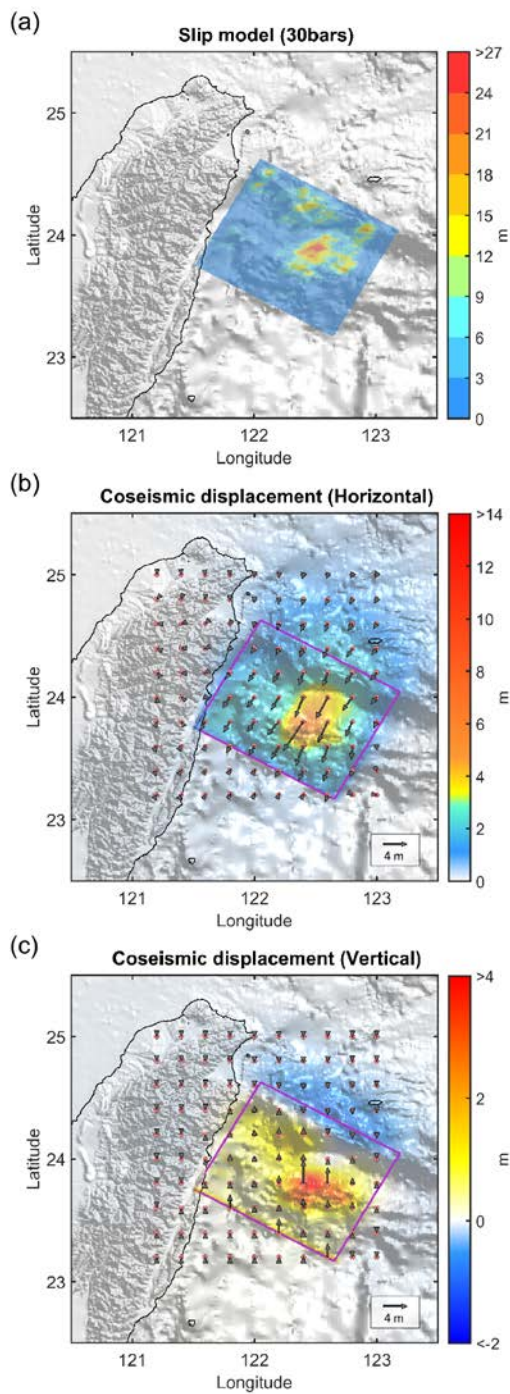 (a)
Slip model (30bars)
>27
24
21
18
15
12
9
6
3
0
m
25
24
23
Latitude
121
122
123
Longitude
(b)
Coseismic displacement (Horizontal)
>14
12
10
8
6
4
2
0
m
25
24
23
Latitude
4 m
121
122
123
Longitude
(c)
Coseismic displacement (Vertical)
>4
2
0
<-2
m
25
24
23
Latitude
4 m
121
122
123
Longitude